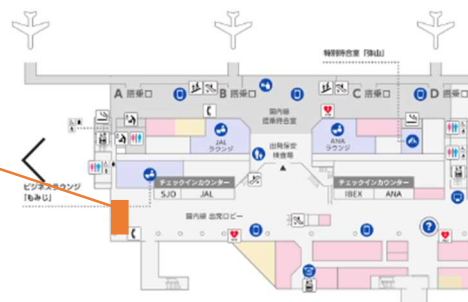 特別待合室「弥山」
A 搭乗口
B 搭乗口
C 搭乗口
D 搭
国内線
搭乗待合室
JAL
ラウンジ
ANA
ラウンジ
出発保安
検査場
ビジネスラウンジ
「もみじ」
チェックインカウンター
SJO JAL
チェックインカウンター
IBEX ANA
国内線 出発ロビー